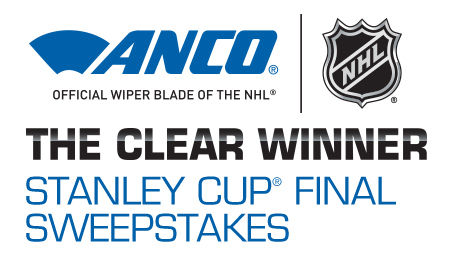 ANCO®
NHL®
OFFICIAL WIPER BLADE OF THE NHL®
THE CLEAR WINNER
STANLEY CUP® FINAL
SWEEPSTAKES